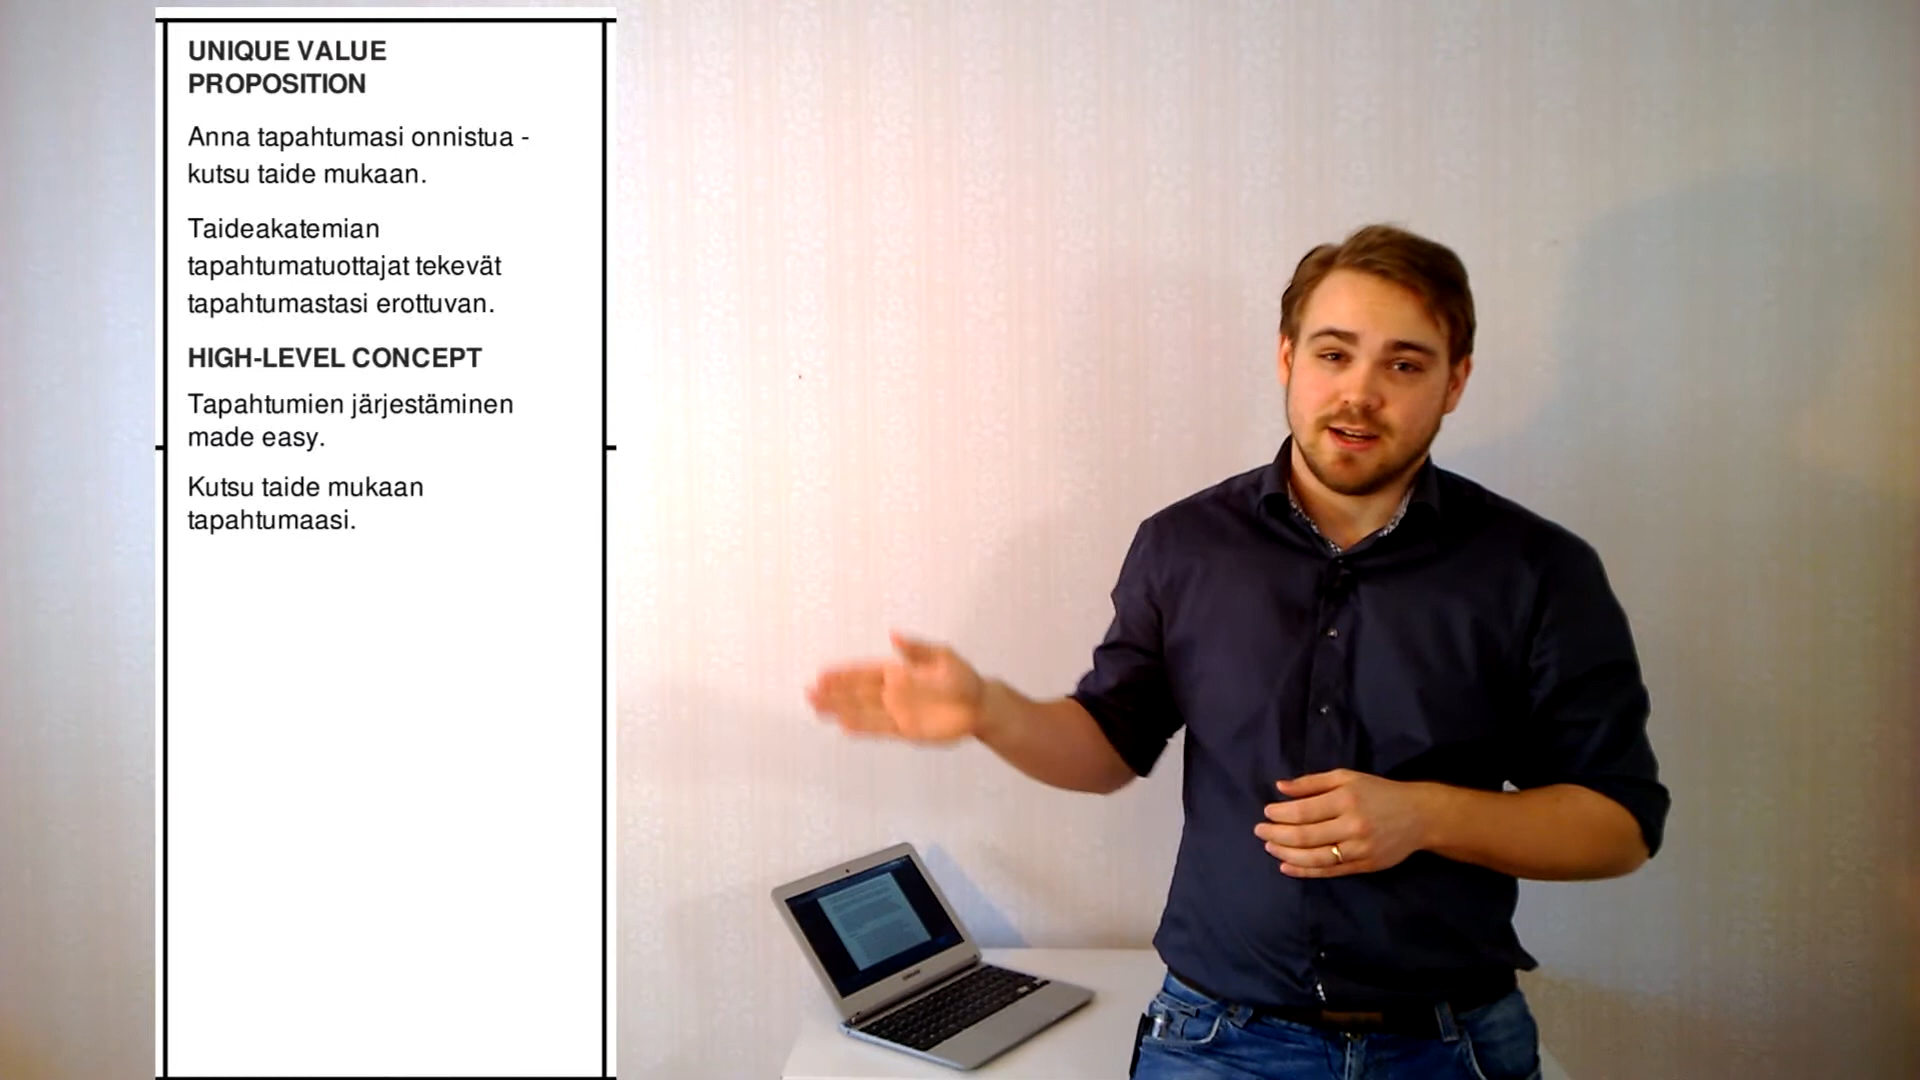 UNIQUE VALUE
PROPOSITION
Anna tapahtumasi onnistua -
kutsu taide mukaan.
Taideakatemian
tapahtumatuottajat tekevät
tapahtumastasi erottuvan.
HIGH-LEVEL CONCEPT
Tapahtumien järjestäminen
made easy.
Kutsu taide mukaan
tapahtumaasi.